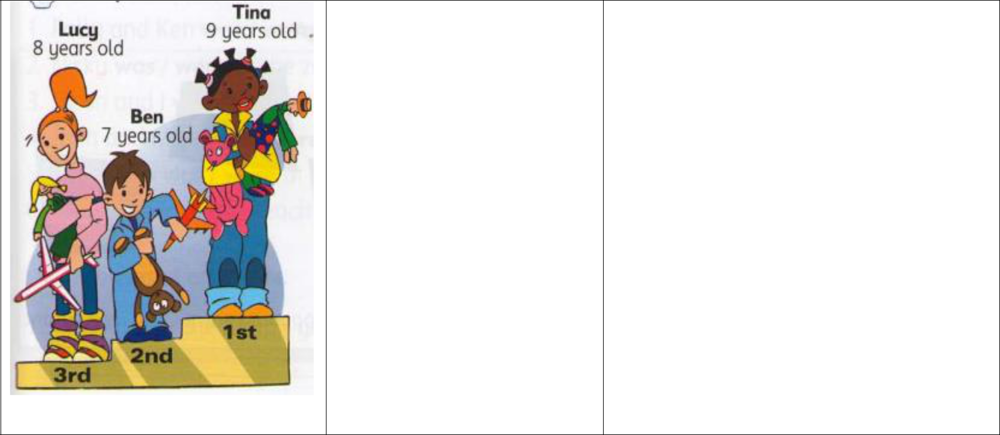 Tina
9 years old
Lucy
8 years old
Ben
7 years old
1st
2nd
3rd